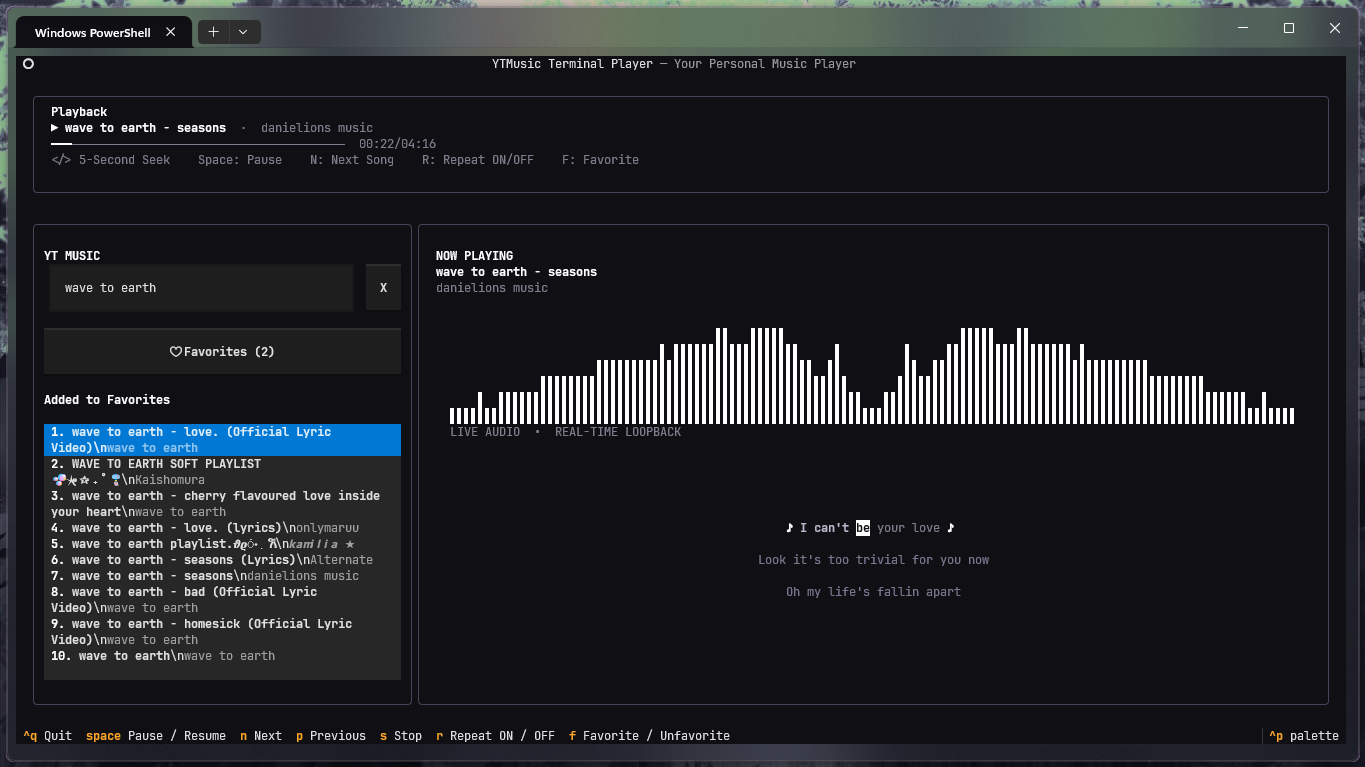 Windows PowerShell
YTMusic Terminal Player — Your Personal Music Player
Playback
▶ wave to earth - seasons · danielions music
00:22/04:16
</> 5-Second Seek Space: Pause N: Next Song R: Repeat ON/OFF F: Favorite
YT MUSIC
wave to earth
X
♡Favorites (2)
Added to Favorites
1. wave to earth - love. (Official Lyric
Video)\nwave to earth
2. WAVE TO EARTH SOFT PLAYLIST
\nKaishomura
3. wave to earth - cherry flavoured love inside
your heart\nwave to earth
4. wave to earth - love. (lyrics)\nonlymaruu
5. wave to earth playlist.\nkamilia ★
6. wave to earth - seasons (Lyrics)\nAlternate
7. wave to earth - seasons\ndanielions music
8. wave to earth - bad (Official Lyric
Video)\nwave to earth
9. wave to earth - homesick (Official Lyric
Video)\nwave to earth
10. wave to earth\nwave to earth
NOW PLAYING
wave to earth - seasons
danielions music
LIVE AUDIO • REAL-TIME LOOPBACK
♪ I can't be your love ♪
Look it's too trivial for you now
Oh my life's fallin apart
^q Quit space Pause / Resume n Next p Previous s Stop r Repeat ON / OFF f Favorite / Unfavorite
^p palette